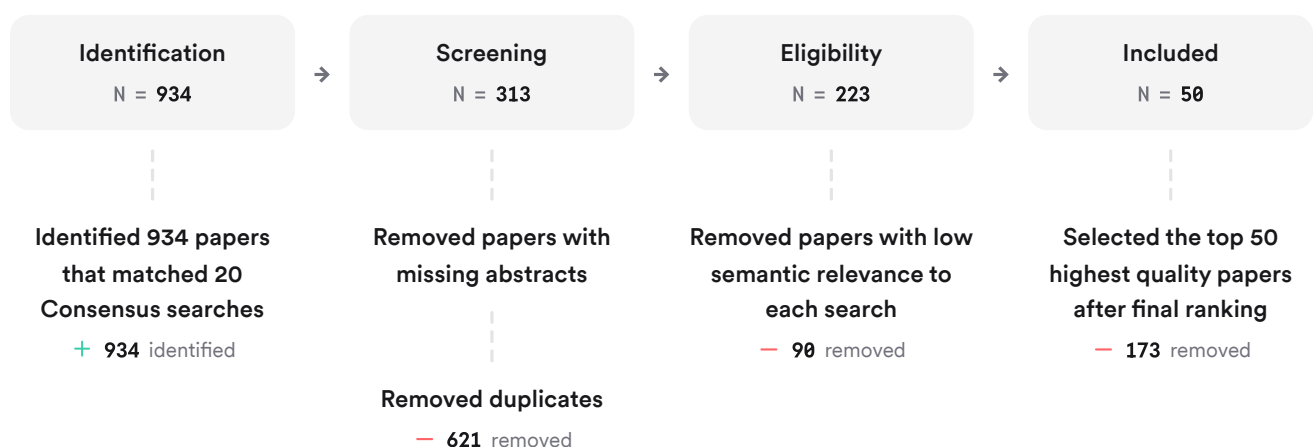 Identification
N = 934
Screening
N = 313
Eligibility
N = 223
Included
N = 50
Identified 934 papers
that matched 20
Consensus searches
+ 934 identified
Removed papers with
missing abstracts
Removed duplicates
− 621 removed
Removed papers with low
semantic relevance to
each search
− 90 removed
Selected the top 50
highest quality papers
after final ranking
− 173 removed